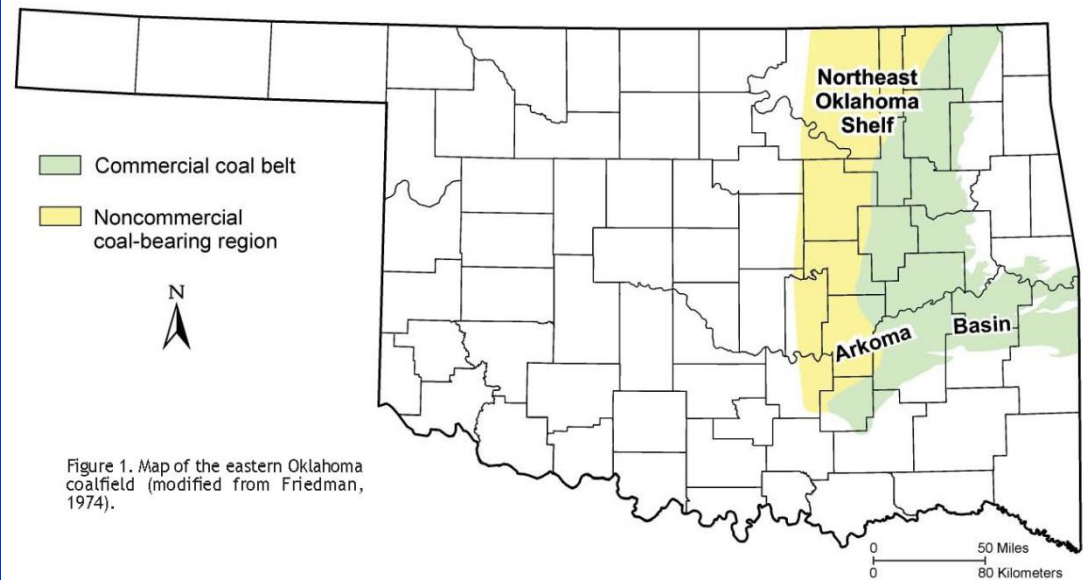 Northeast
Oklahoma
Shelf
Commercial coal belt
Noncommercial
coal-bearing region
N
Arkoma
Basin
Figure 1. Map of the eastern Oklahoma
coalfield (modified from Friedman,
1974).
0 50 Miles
0 80 Kilometers